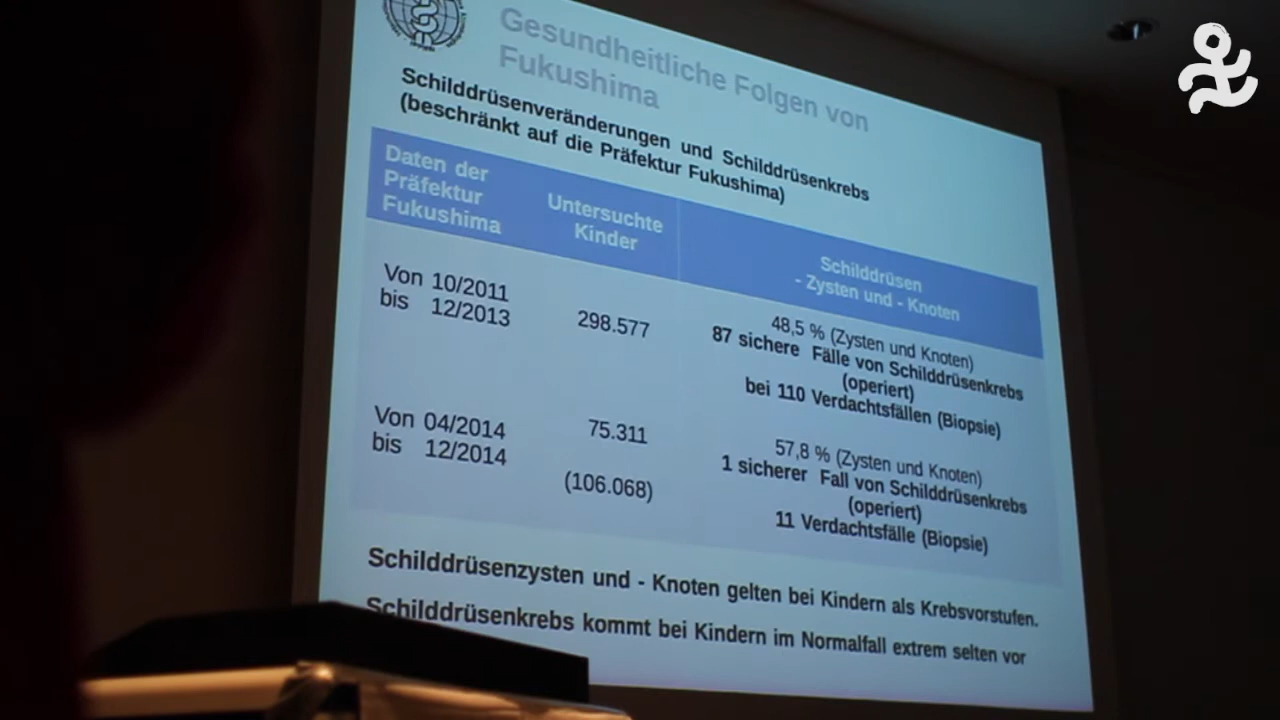 Gesundheitliche Folgen von
Fukushima
Schilddrüsenveränderungen und Schilddrüsenkrebs
(beschränkt auf die Präfektur Fukushima)
Daten der
Präfektur
Fukushima
Untersuchte
Kinder
Schilddrüsen
- Zysten und - Knoten
Von 10/2011
bis 12/2013
298.577
48,5 % (Zysten und Knoten)
87 sichere Fälle von Schilddrüsenkrebs
(operiert)
bei 110 Verdachtsfällen (Biopsie)
Von 04/2014
bis 12/2014
75.311
(106.068)
57,8 % (Zysten und Knoten)
1 sicherer Fall von Schilddrüsenkrebs
(operiert)
11 Verdachtsfälle (Biopsie)
Schilddrüsenzysten und - Knoten gelten bei Kindern als Krebsvorstufen.
Schilddrüsenkrebs kommt bei Kindern im Normalfall extrem selten vor